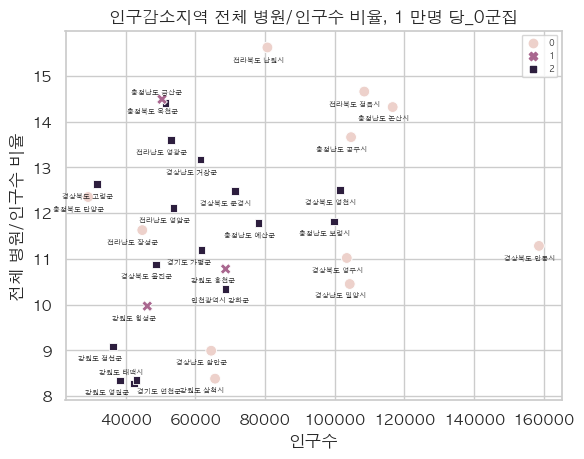 인구감소지역 전체 병원/인구수 비율, 1 만명 당_0군집
0
1
2
전체 병원/인구수 비율
15
14
13
12
11
10
9
8
전라북도 남원시
충청남도 금산군
충청북도 옥천군
전라북도 정읍시
충청남도 논산시
전라남도 영광군
충청남도 공주시
경상남도 거창군
경상북도 고령군
충청북도 단양군
경상북도 문경시
경상북도 영천시
전라남도 영암군
전라남도 장성군
충청남도 예산군
충청남도 보령시
경기도 가평군
경상북도 안동시
경상북도 울진군
강원도 홍천군
경상북도 영주시
인천광역시 강화군
경상남도 밀양시
강원도 횡성군
강원도 정선군
경상남도 함안군
강원도 태백시
강원도 영월군
경기도 연천군
강원도 삼척시
40000
60000
80000
100000
120000
140000
160000
인구수